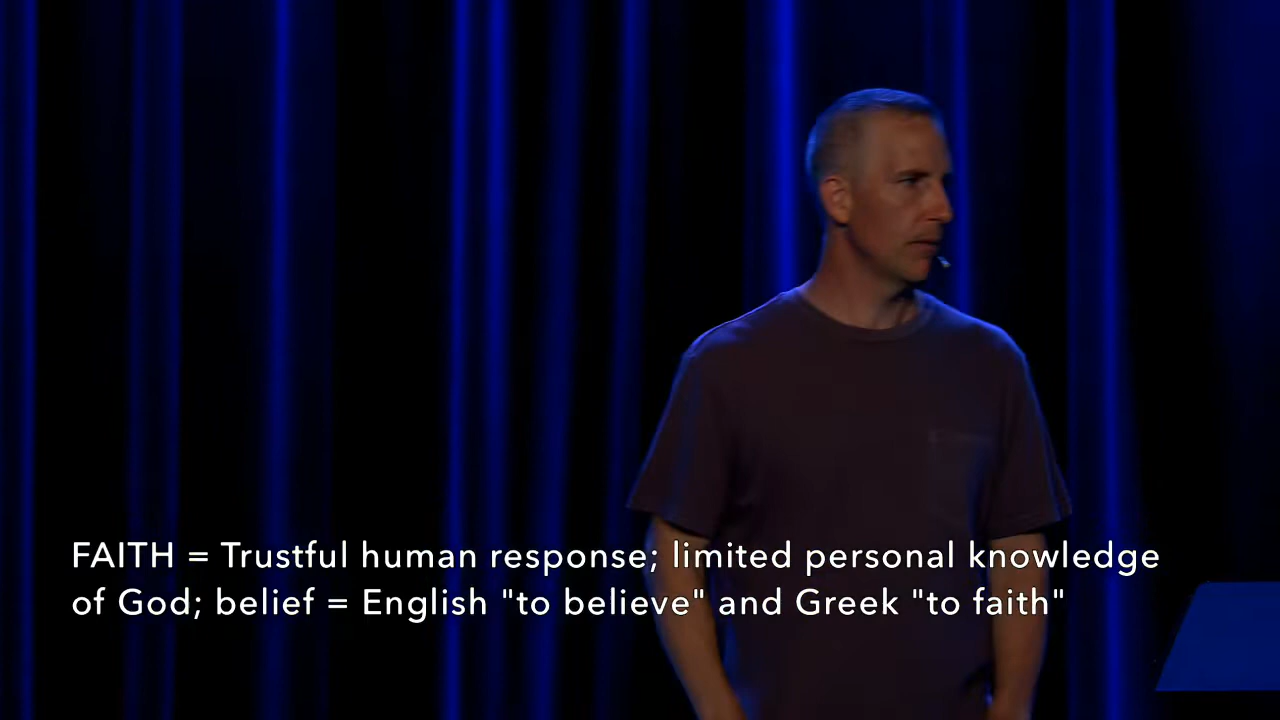 FAITH = Trustful human response; limited personal knowledge
of God; belief = English "to believe" and Greek "to faith"